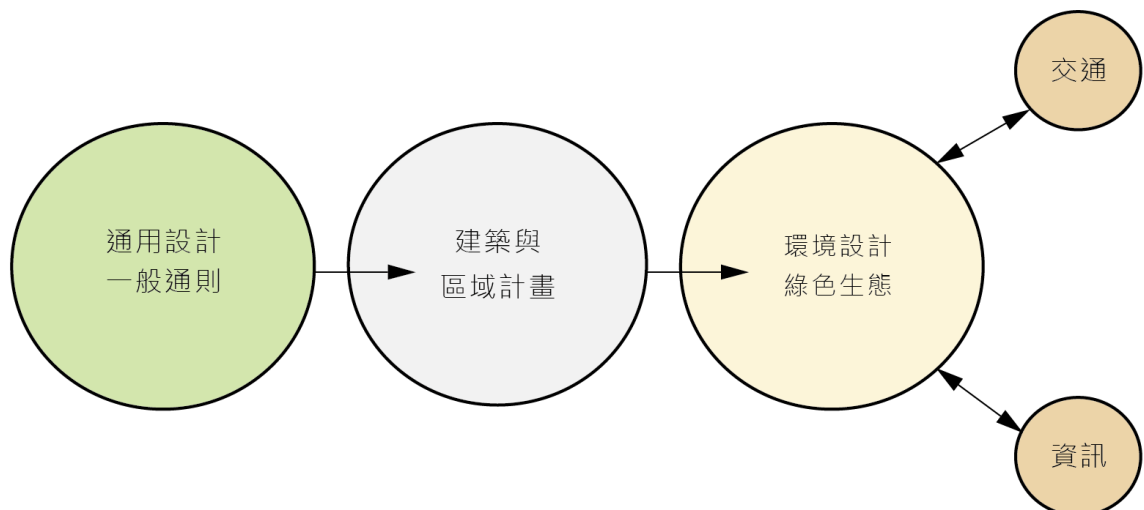 交通
通用設計
一般通則
建築與
區域計畫
環境設計
綠色生態
資訊